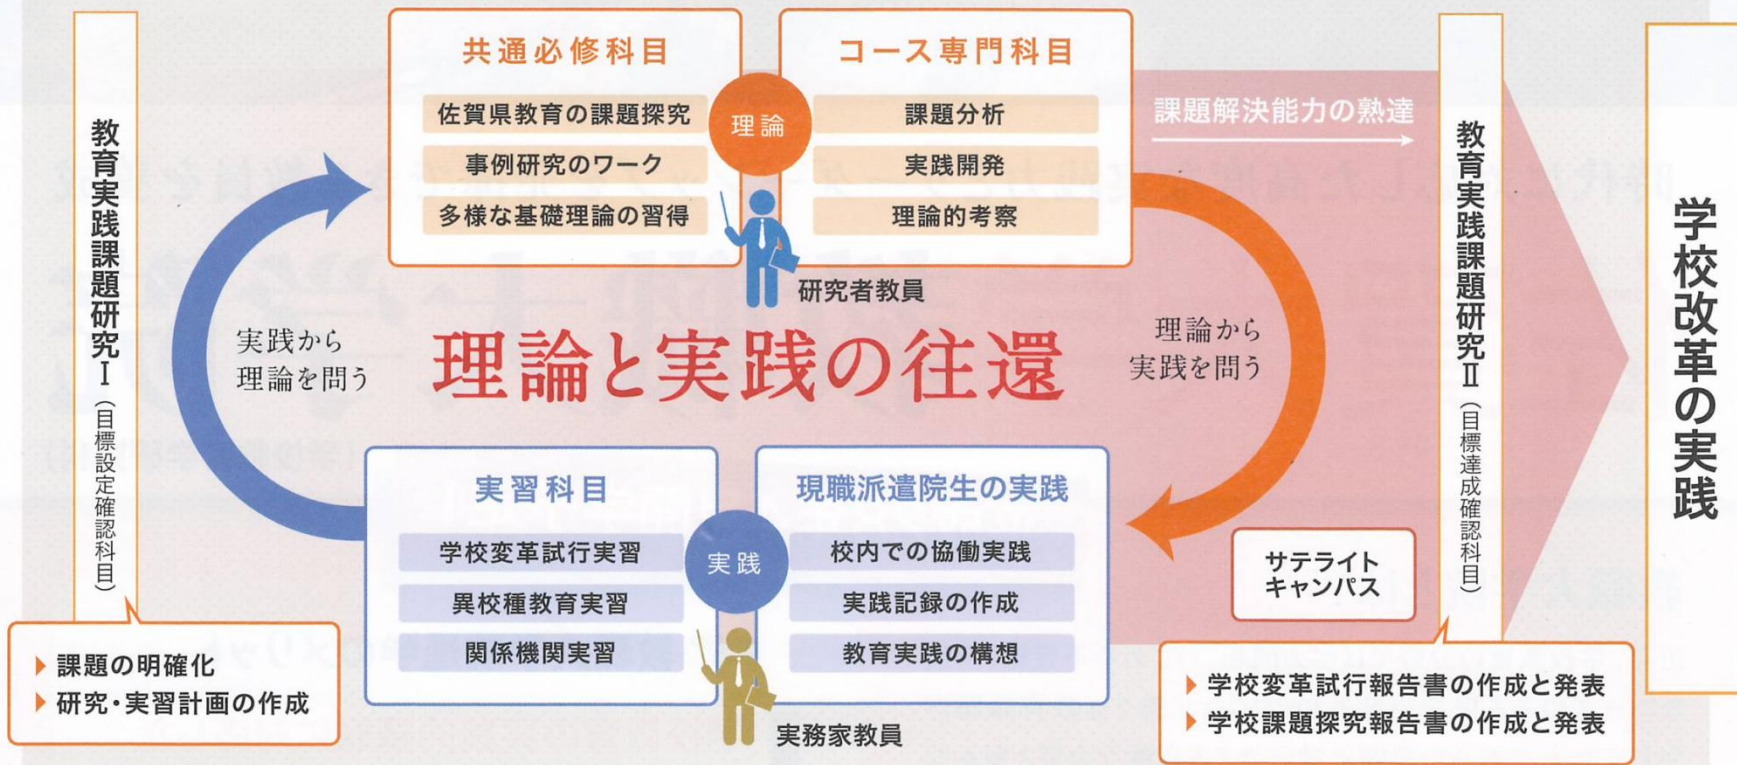 教育実践課題研究Ⅰ（目標設定確認科目）
課題の明確化
研究・実習計画の作成
共通必修科目
佐賀県教育の課題探究
事例研究のワーク
多様な基礎理論の習得
理論
コース専門科目
課題分析
実践開発
理論的考察
研究者教員
課題解決能力の熟達
実践から
理論を問う
理論と実践の往還
理論から
実践を問う
実習科目
学校変革試行実習
異校種教育実習
関係機関実習
実践
現職派遣院生の実践
校内での協働実践
実践記録の作成
教育実践の構想
実務家教員
サテライト
キャンパス
教育実践課題研究Ⅱ（目標達成確認科目）
学校変革試行報告書の作成と発表
学校課題探究報告書の作成と発表
学校改革の実践